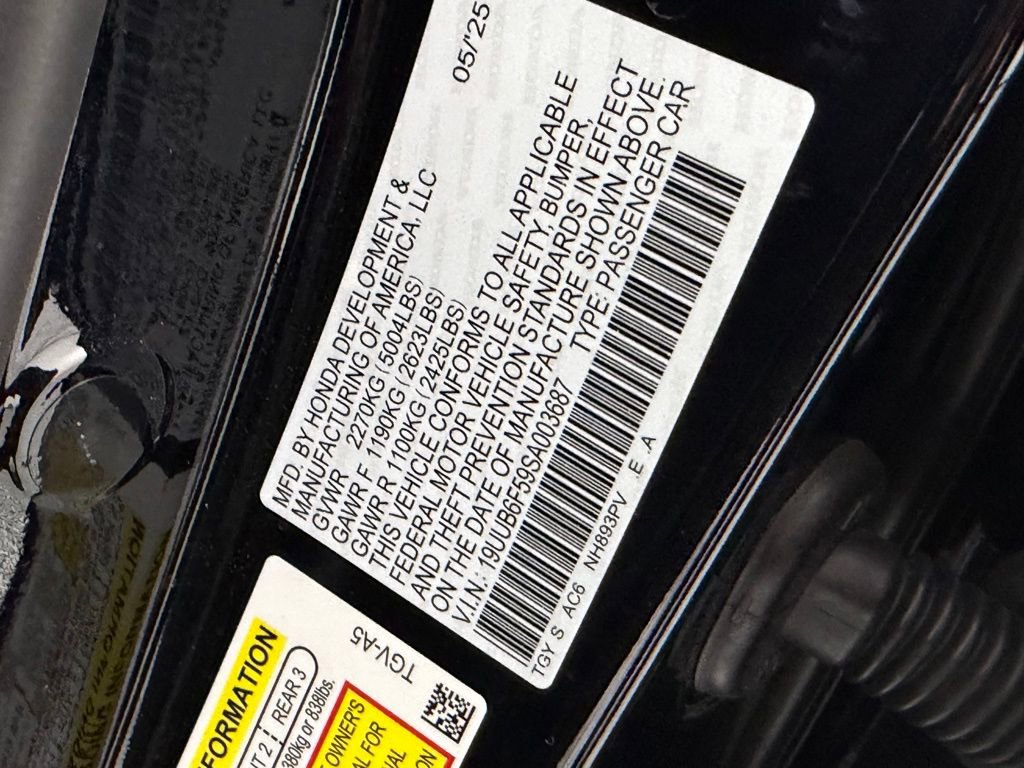 MFD. BY HONDA DEVELOPMENT &
MANUFACTURING OF AMERICA, LLC 05/'25
GVWR 2270KG (5004LBS)
GAWR F 1190KG (2623LBS)
GAWR R 1100KG (2425LBS)
THIS VEHICLE CONFORMS TO ALL APPLICABLE
FEDERAL MOTOR VEHICLE SAFETY, BUMPER,
AND THEFT PREVENTION STANDARDS IN EFFECT
ON THE DATE OF MANUFACTURE SHOWN ABOVE.
V.I.N: 19UUB6F59SA003687 TYPE: PASSENGER CAR
TGY S AC6 NH893PV E A
TGV-A5
FORMATION
REAR 3
380kg or 838lbs.
OWNER'S
FOR